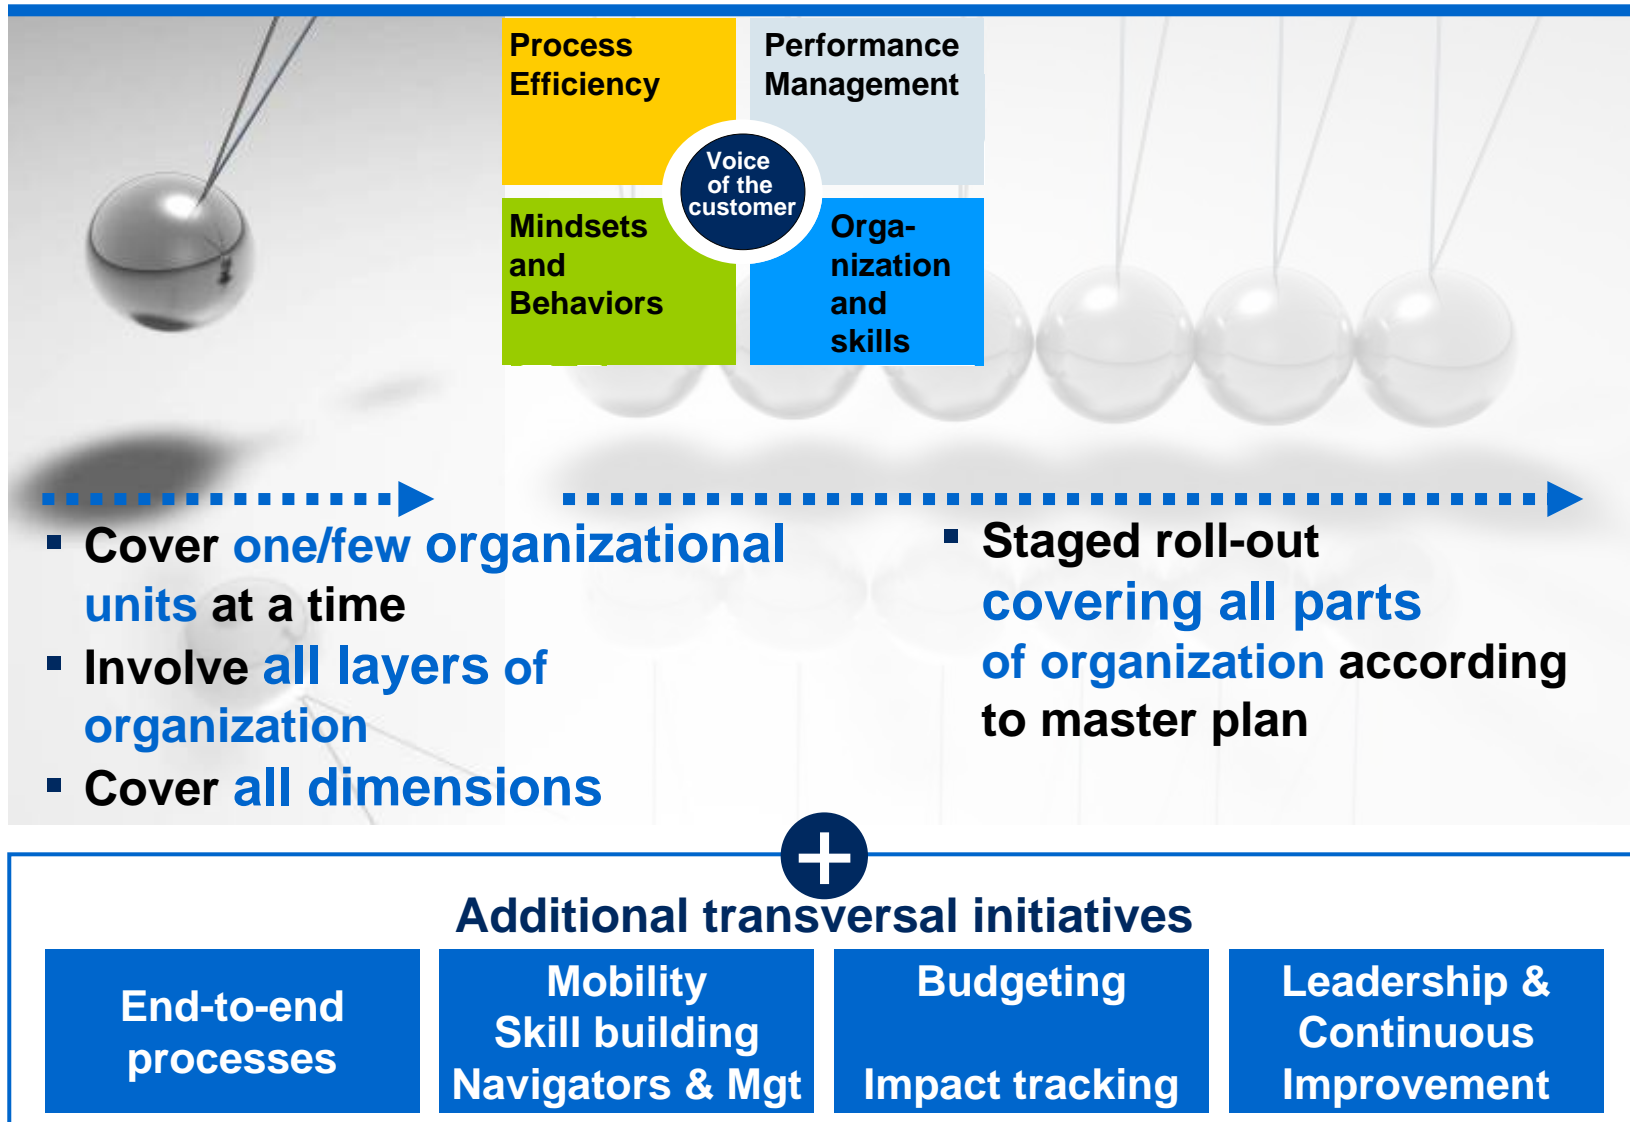 Process
Efficiency
Performance
Management
Voice
of the
customer
Mindsets
and
Behaviors
Orga-
nization
and
skills
▪ Cover one/few organizational
units at a time
▪ Involve all layers of
organization
▪ Cover all dimensions
▪ Staged roll-out
covering all parts
of organization according
to master plan
+
Additional transversal initiatives
End-to-end
processes
Mobility
Skill building
Navigators & Mgt
Budgeting
Impact tracking
Leadership &
Continuous
Improvement